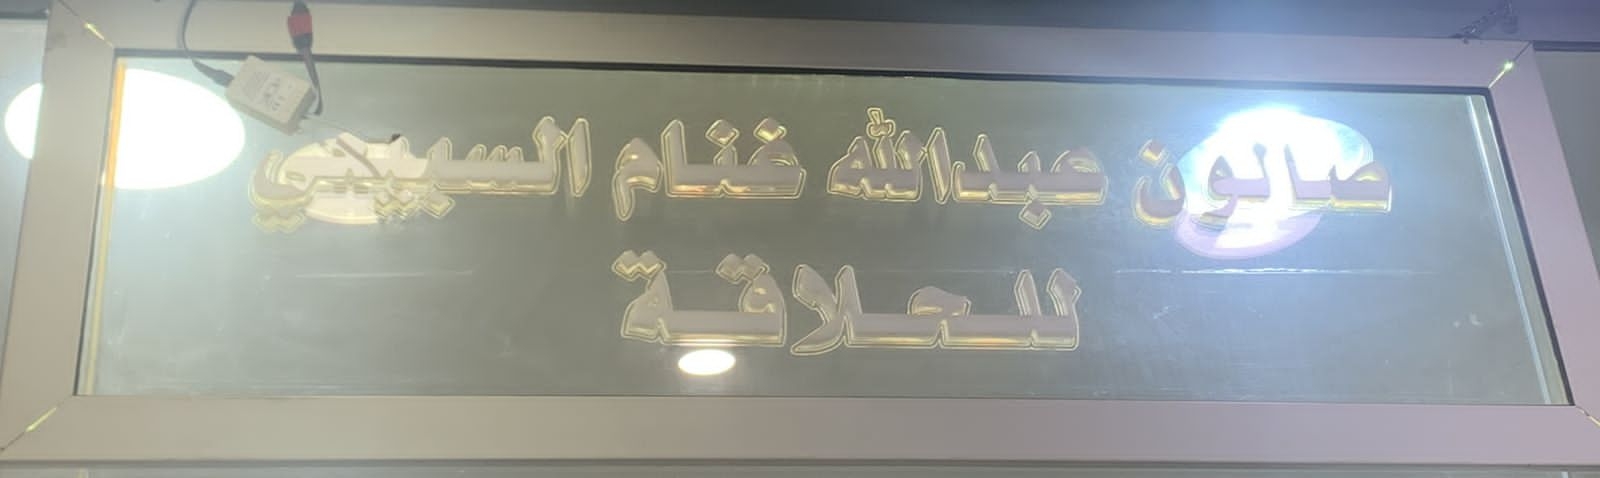 صالون عبدالله غنام السبيعي
للحلاقة